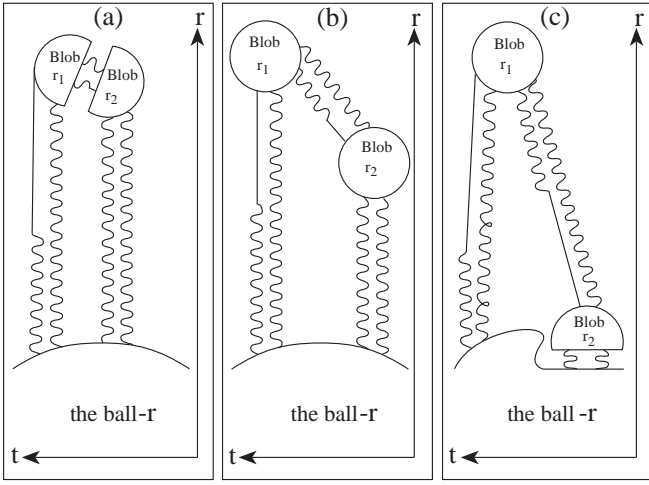 (a)
r
Blob
r1
Blob
r2
the ball-r
t
(b)
r
Blob
r1
Blob
r2
the ball-r
t
(c)
r
Blob
r1
Blob
r2
the ball -r
t